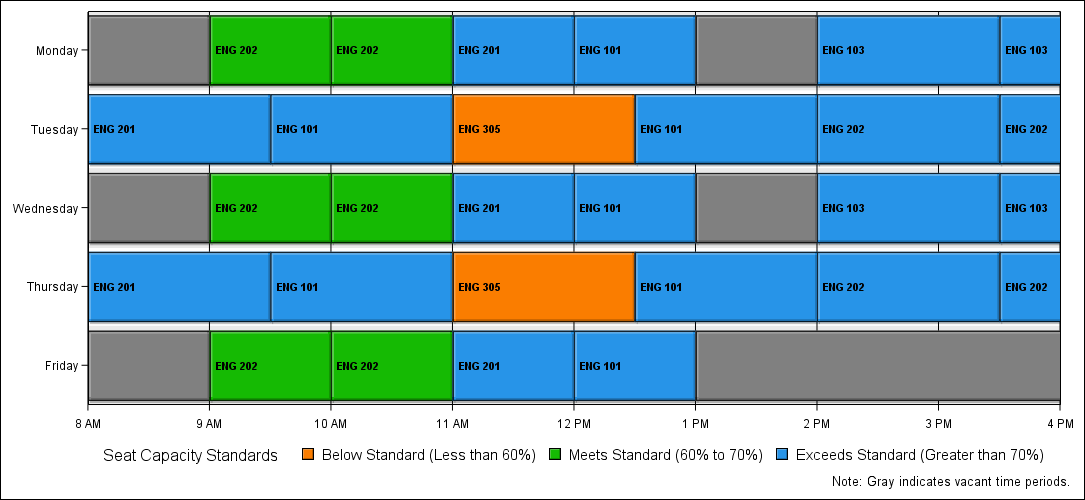 Monday ENG 202 ENG 202 ENG 201 ENG 101 ENG 103 ENG 103
Tuesday ENG 201 ENG 101 ENG 305 ENG 101 ENG 202 ENG 202
Wednesday ENG 202 ENG 202 ENG 201 ENG 101 ENG 103 ENG 103
Thursday ENG 201 ENG 101 ENG 305 ENG 101 ENG 202 ENG 202
Friday ENG 202 ENG 202 ENG 201 ENG 101
8 AM 9 AM 10 AM 11 AM 12 PM 1 PM 2 PM 3 PM 4 PM
Seat Capacity Standards Below Standard (Less than 60%) Meets Standard (60% to 70%) Exceeds Standard (Greater than 70%)
Note: Gray indicates vacant time periods.